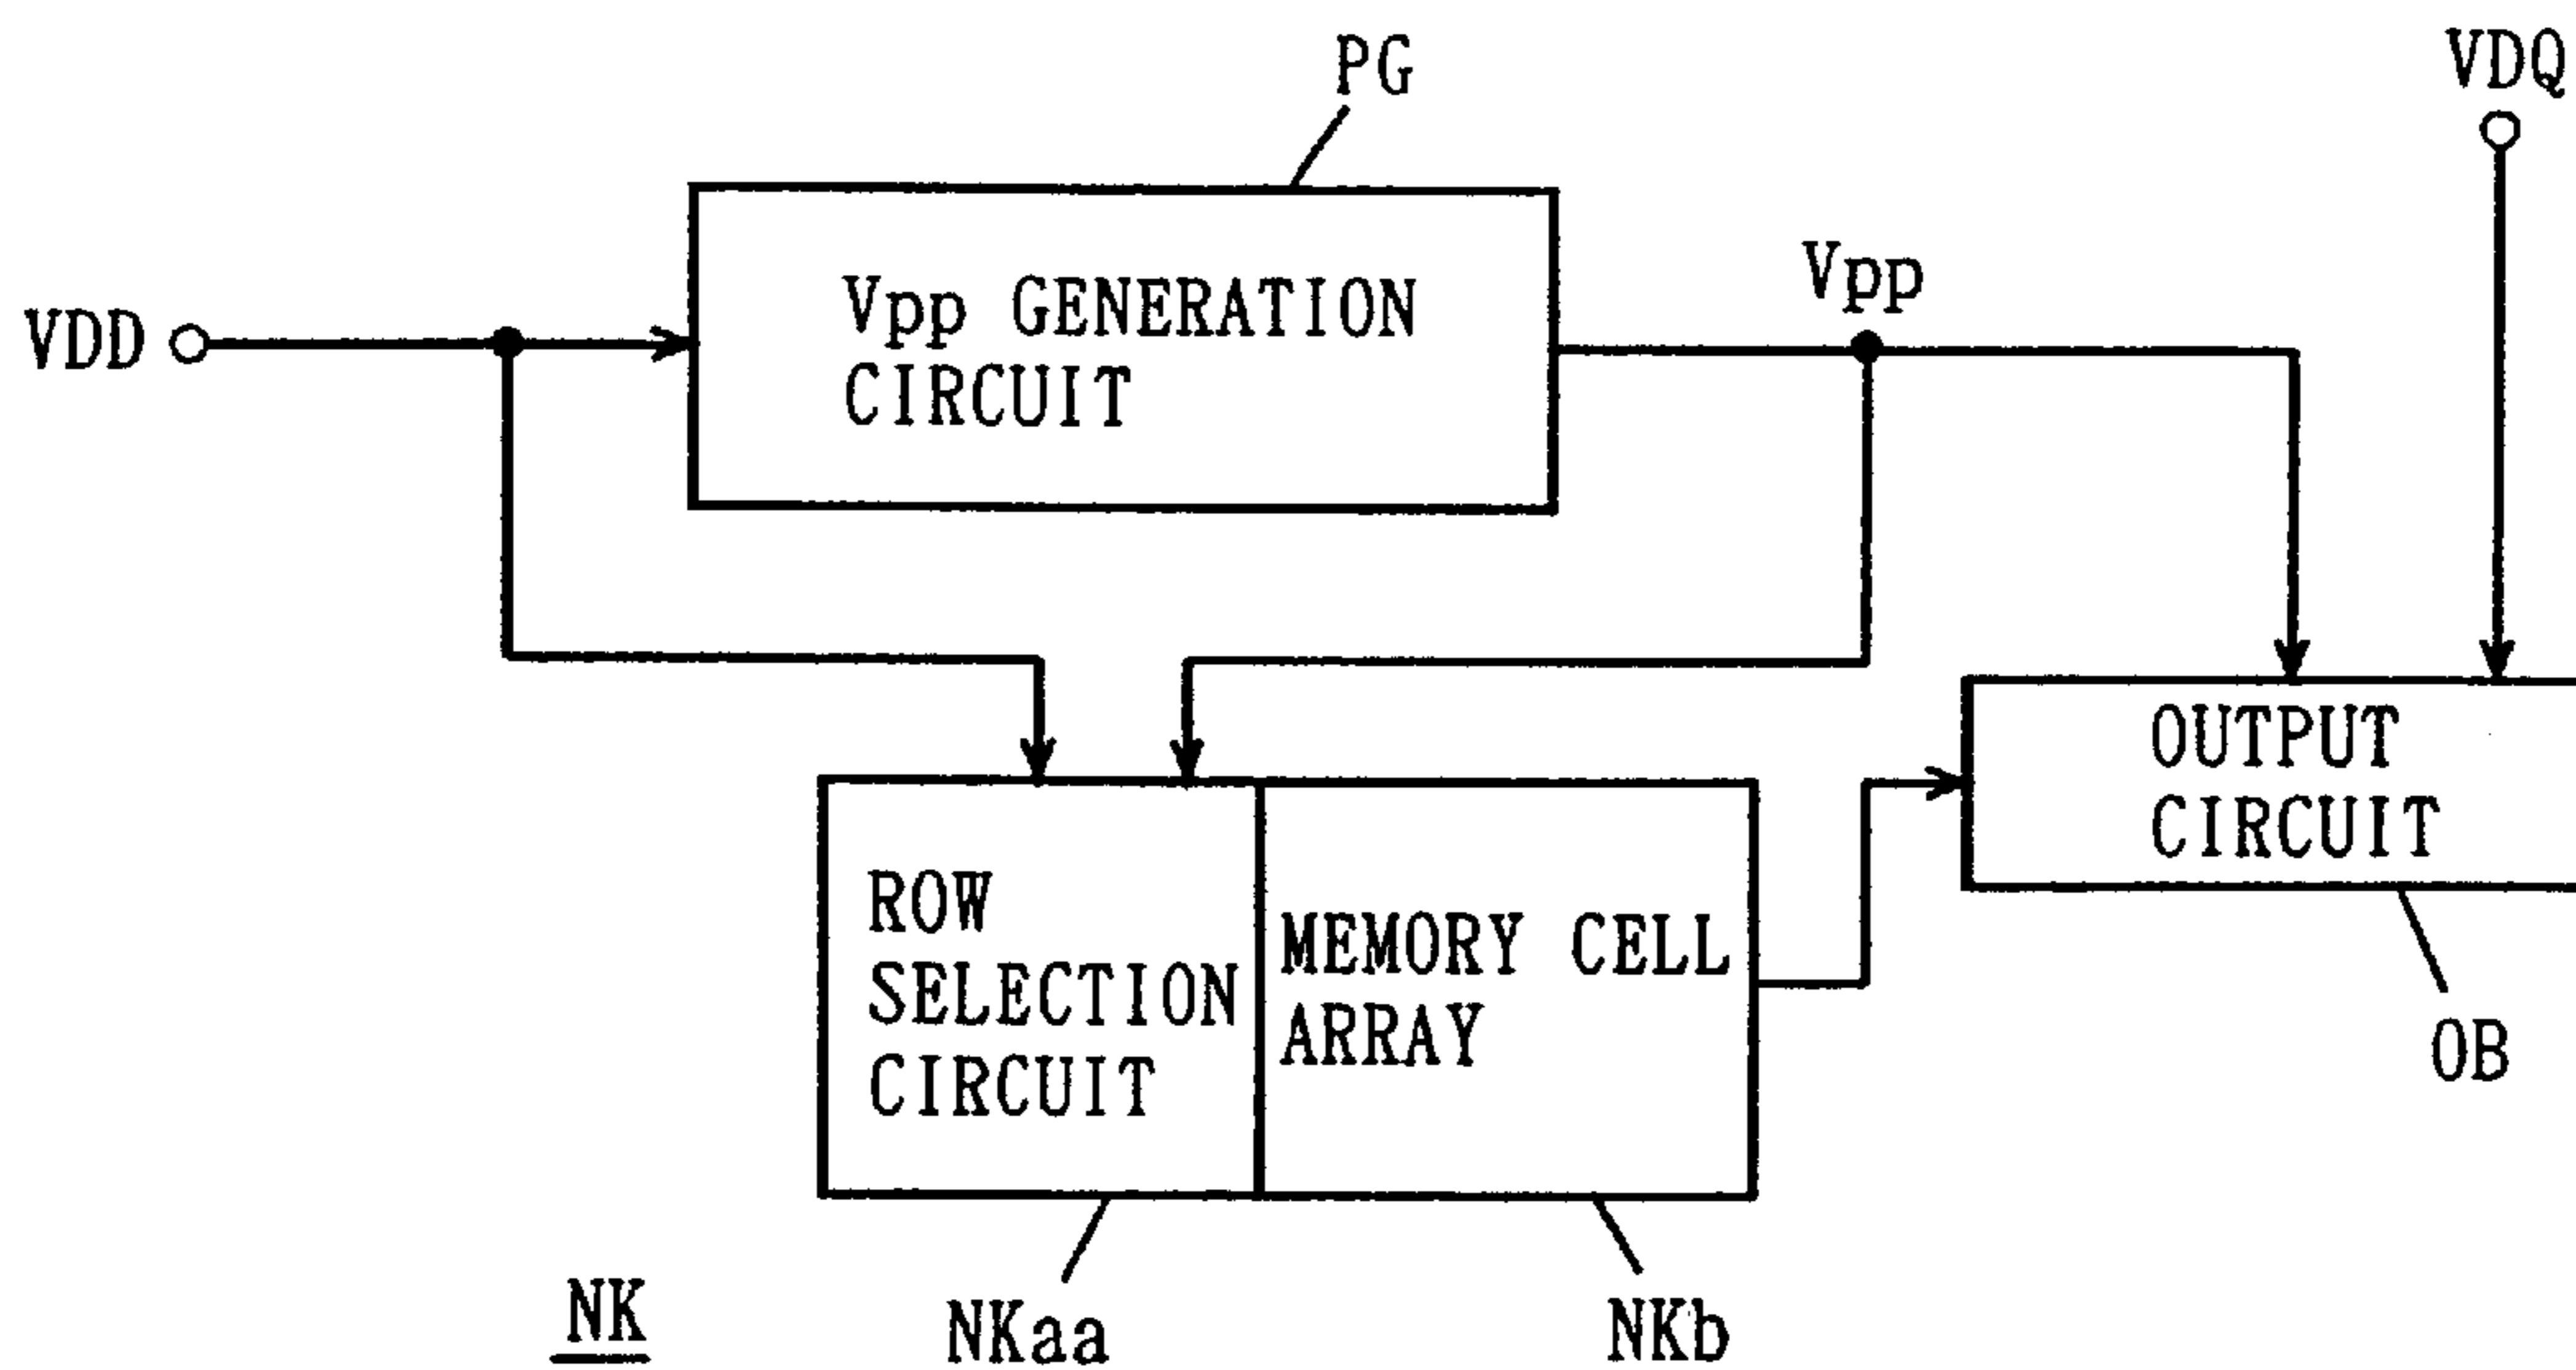 PG
VDQ
Vpp
VDD
Vpp GENERATION
CIRCUIT
OUTPUT
CIRCUIT
ROW
SELECTION
CIRCUIT
MEMORY CELL
ARRAY
OB
NK
NKaa
NKb